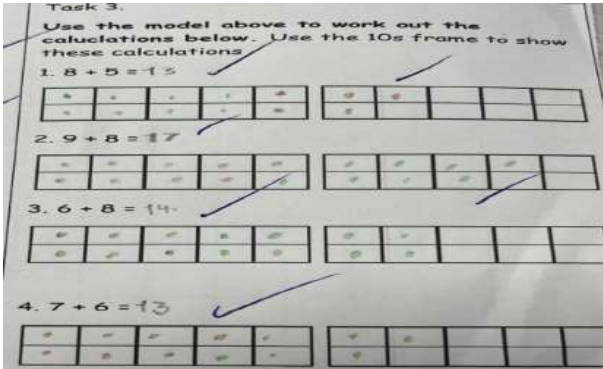 Task 3.
Use the model above to work out the
caluclations below. Use the 10s frame to show
these calculations
1. 8 + 5 = 13
2. 9 + 8 = 17
3. 6 + 8 = 14
4. 7 + 6 = 13